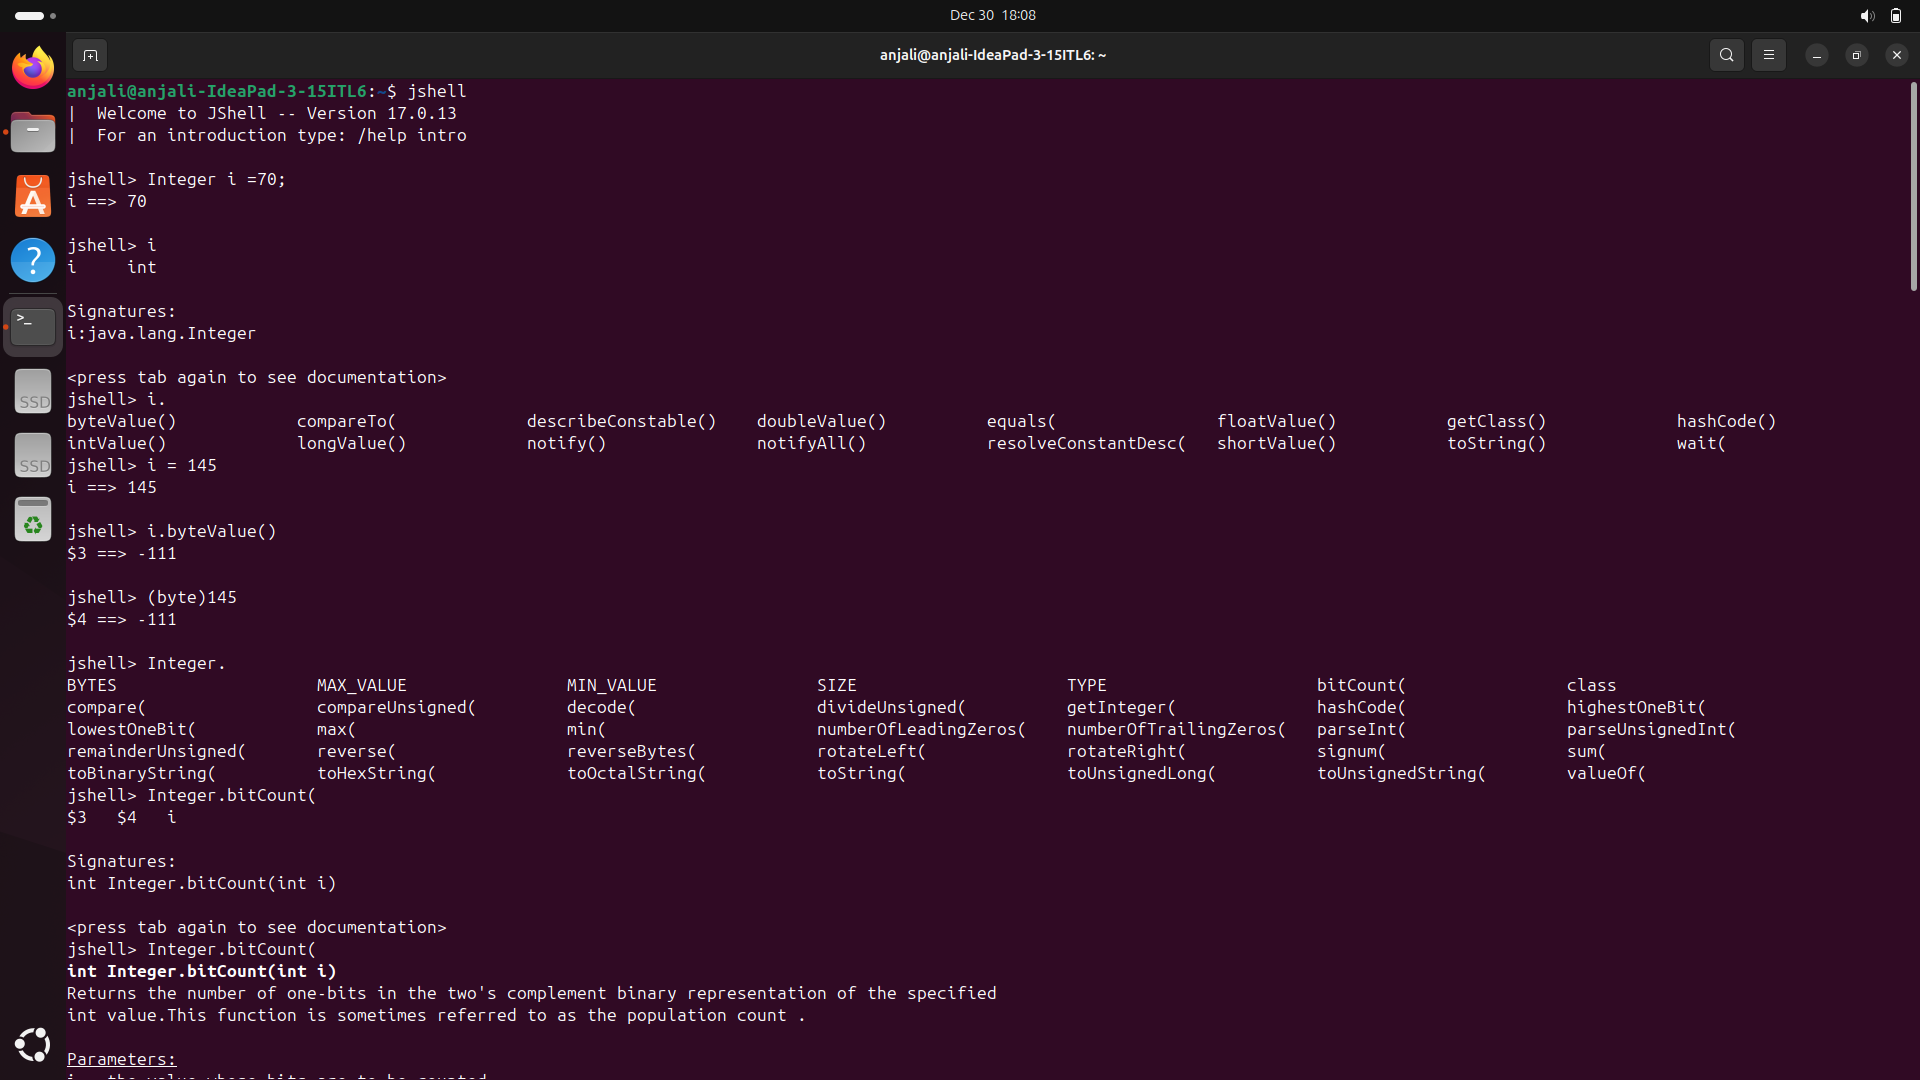 Dec 30 18:08
anjali@anjali-IdeaPad-3-15ITL6: ~
anjali@anjali-IdeaPad-3-15ITL6:~$ jshell
|  Welcome to JShell -- Version 17.0.13
|  For an introduction type: /help intro
jshell> Integer i =70;
i ==> 70
jshell> i
i     int
Signatures:
i:java.lang.Integer
<press tab again to see documentation>
jshell> i.
byteValue()            compareTo(             describeConstable()    doubleValue()          equals(                floatValue()           getClass()             hashCode()
intValue()             longValue()            notify()               notifyAll()            resolveConstantDesc(   shortValue()           toString()             wait(
jshell> i = 145
i ==> 145
jshell> i.byteValue()
$3 ==> -111
jshell> (byte)145
$4 ==> -111
jshell> Integer.
BYTES                    MAX_VALUE                MIN_VALUE                SIZE                     TYPE                     bitCount(                class
compare(                 compareUnsigned(         decode(                  divideUnsigned(          getInteger(              hashCode(                highestOneBit(
lowestOneBit(            max(                     min(                     numberOfLeadingZeros(    numberOfTrailingZeros(   parseInt(                parseUnsignedInt(
remainderUnsigned(       reverse(                 reverseBytes(            rotateLeft(              rotateRight(             signum(                  sum(
toBinaryString(          toHexString(             toOctalString(           toString(                toUnsignedLong(          toUnsignedString(        valueOf(
jshell> Integer.bitCount(
$3   $4   i
Signatures:
int Integer.bitCount(int i)
<press tab again to see documentation>
jshell> Integer.bitCount(
int Integer.bitCount(int i)
Returns the number of one-bits in the two's complement binary representation of the specified
int value.This function is sometimes referred to as the population count .
Parameters:
i - the value whose bits are to be counted
SSD
SSD